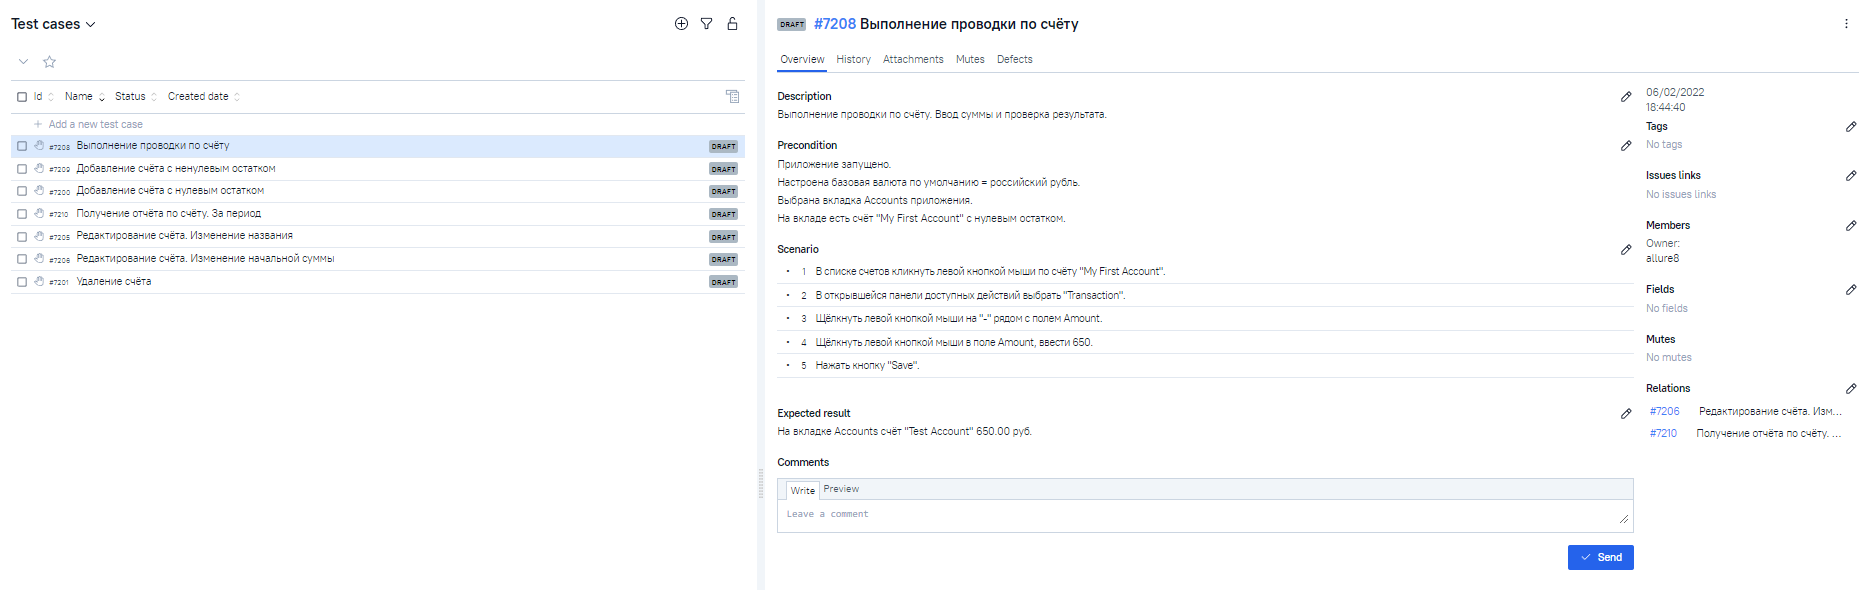 Test cases
Id Name Status Created date
Add a new test case
#7208 Выполнение проводки по счёту DRAFT
#7209 Добавление счёта с ненулевым остатком DRAFT
#7200 Добавление счёта с нулевым остатком DRAFT
#7210 Получение отчёта по счёту. За период DRAFT
#7205 Редактирование счёта. Изменение названия DRAFT
#7206 Редактирование счёта. Изменение начальной суммы DRAFT
#7201 Удаление счёта DRAFT
DRAFT #7208 Выполнение проводки по счёту
Overview History Attachments Mutes Defects
Description
Выполнение проводки по счёту. Ввод суммы и проверка результата.
Precondition
Приложение запущено.
Настроена базовая валюта по умолчанию = российский рубль.
Выбрана вкладка Accounts приложения.
На вкладе есть счёт "My First Account" с нулевым остатком.
Scenario
• 1 В списке счетов кликнуть левой кнопкой мыши по счёту "My First Account".
• 2 В открывшейся панели доступных действий выбрать "Transaction".
• 3 Щёлкнуть левой кнопкой мыши на "-" рядом с полем Amount.
• 4 Щёлкнуть левой кнопкой мыши в поле Amount, ввести 650.
• 5 Нажать кнопку "Save".
Expected result
На вкладке Accounts счёт "Test Account" 650.00 руб.
Comments
Write Preview
Leave a comment
Send
06/02/2022
18:44:40
Tags
No tags
Issues links
No issues links
Members
Owner:
allure8
Fields
No fields
Mutes
No mutes
Relations
#7206 Редактирование счёта. Изм...
#7210 Получение отчёта по счёту. ...